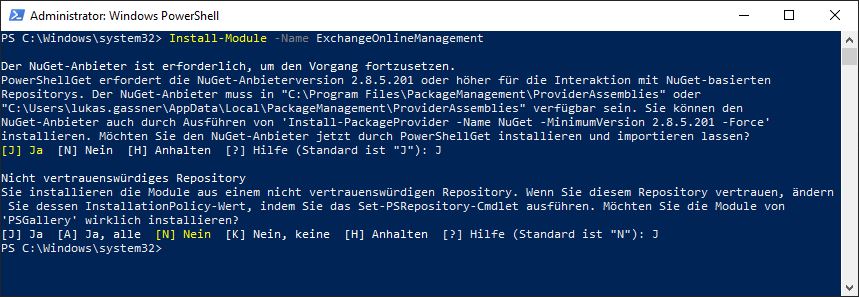 Administrator: Windows PowerShell
PS C:\Windows\system32> Install-Module -Name ExchangeOnlineManagement
Der NuGet-Anbieter ist erforderlich, um den Vorgang fortzusetzen.
PowerShellGet erfordert die NuGet-Anbieterversion 2.8.5.201 oder höher für die Interaktion mit NuGet-basierten
Repositorys. Der NuGet-Anbieter muss in "C:\Program Files\PackageManagement\ProviderAssemblies" oder
"C:\Users\lukas.gassner\AppData\Local\PackageManagement\ProviderAssemblies" verfügbar sein. Sie können den
NuGet-Anbieter auch durch Ausführen von 'Install-PackageProvider -Name NuGet -MinimumVersion 2.8.5.201 -Force'
installieren. Möchten Sie den NuGet-Anbieter jetzt durch PowerShellGet installieren und importieren lassen?
[J] Ja  [N] Nein  [H] Anhalten  [?] Hilfe (Standard ist "J"): J
Nicht vertrauenswürdiges Repository
Sie installieren die Module aus einem nicht vertrauenswürdigen Repository. Wenn Sie diesem Repository vertrauen, ändern
Sie dessen InstallationPolicy-Wert, indem Sie das Set-PSRepository-Cmdlet ausführen. Möchten Sie die Module von
'PSGallery' wirklich installieren?
[J] Ja  [A] Ja, alle  [N] Nein  [K] Nein, keine  [H] Anhalten  [?] Hilfe (Standard ist "N"): J
PS C:\Windows\system32>